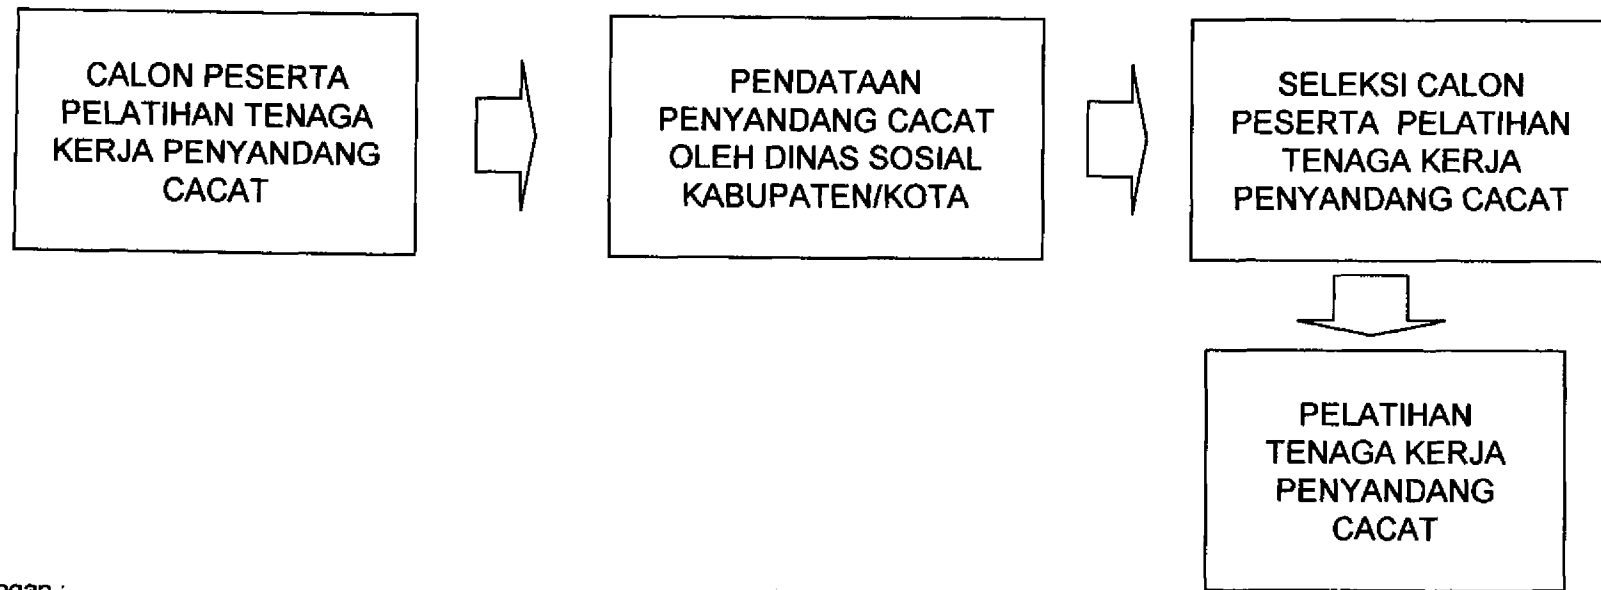 CALON PESERTA
PELATIHAN TENAGA
KERJA PENYANDANG
CACAT
PENDATAAN
PENYANDANG CACAT
OLEH DINAS SOSIAL
KABUPATEN/KOTA
SELEKSI CALON
PESERTA PELATIHAN
TENAGA KERJA
PENYANDANG CACAT
PELATIHAN
TENAGA KERJA
PENYANDANG
CACAT